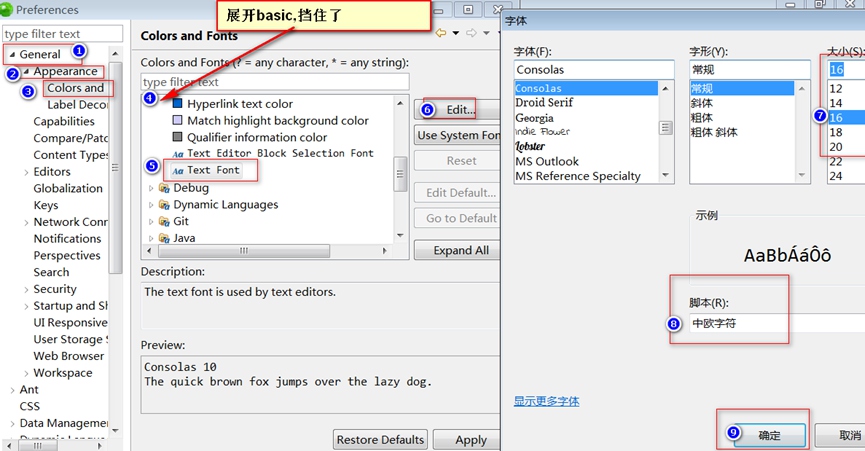 Preferences
展开basic,挡住了
type filter text
General
Appearance
Colors and
Label Decor
Capabilities
Compare/Patc
Content Types
Editors
Globalization
Keys
Network Conn
Notifications
Perspectives
Search
Security
Startup and Sh
UI Responsive
User Storage S
Web Browser
Workspace
Ant
CSS
Data Managemen
1
2
3
Colors and Fonts
Colors and Fonts (? = any character, * = any string):
type filter text
4
Hyperlink text color
Match highlight background color
Qualifier information color
Aa Text Editor Block Selection Font
5
Aa Text Font
Debug
Dynamic Languages
Git
Java
6
Edit...
Use System Fon
Reset
Edit Default...
Go to Default
Expand All
Description:
The text font is used by text editors.
Preview:
Consolas 10
The quick brown fox jumps over the lazy dog.
Restore Defaults
Apply
字体
字体(F):
Consolas
Consolas
Droid Serif
Georgia
Indie Flower
Lobster
MS Outlook
MS Reference Specialty
字形(Y):
常规
常规
斜体
粗体
粗体 斜体
大小(S):
16
7
12
14
16
18
20
22
24
示例
AaBbÁáÔô
脚本(R):
8
中欧字符
显示更多字体
9
确定
取消